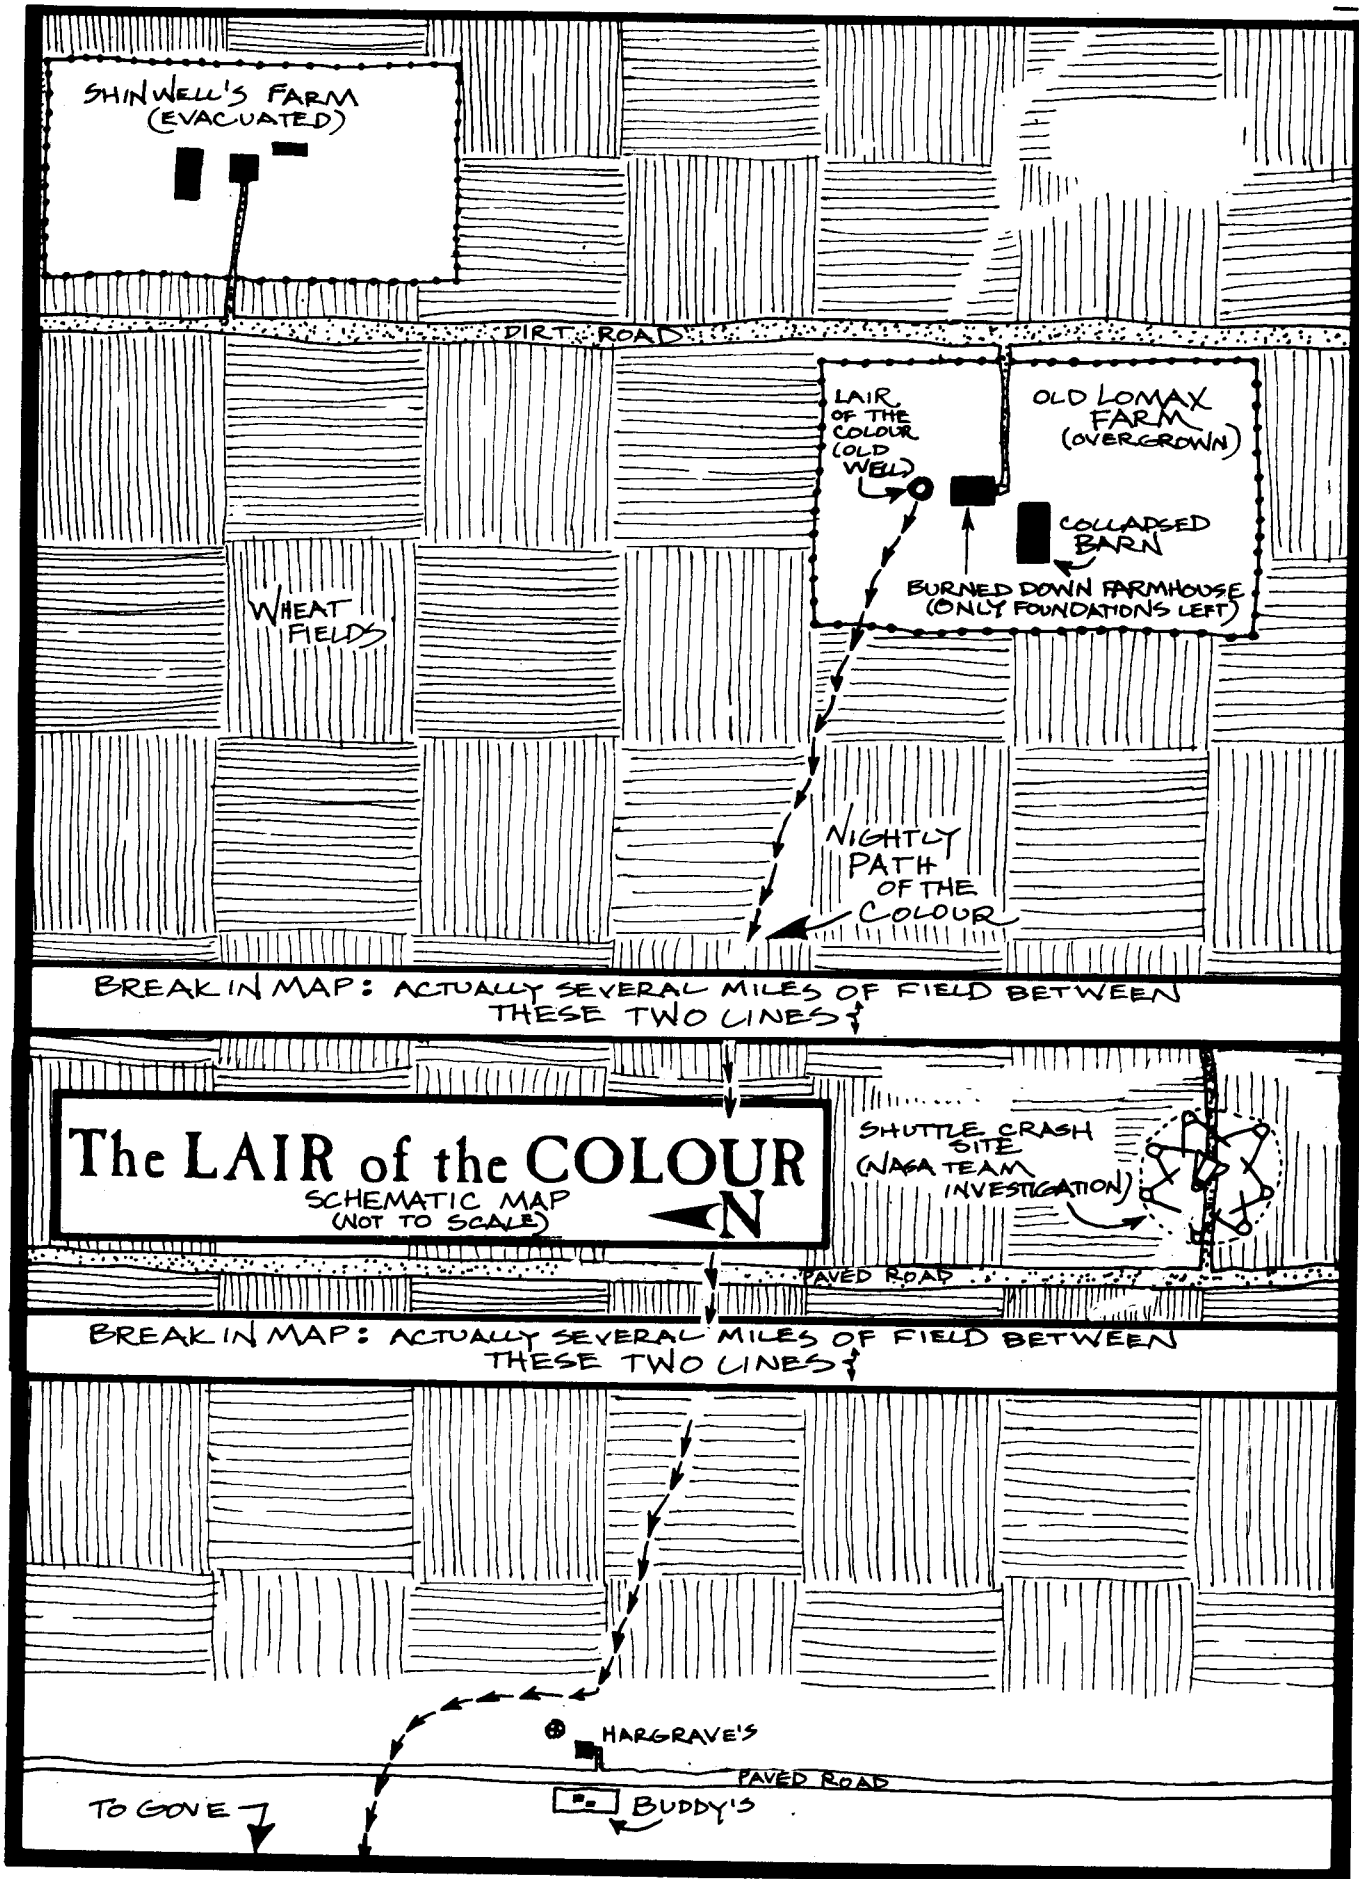 SHINWELL'S FARM
(EVACUATED)
DIRT ROAD
LAIR
OF THE
COLOUR
(OLD
WELL)
OLD LOMAX
FARM
(OVERGROWN)
COLLAPSED
BARN
BURNED DOWN FARMHOUSE
(ONLY FOUNDATIONS LEFT)
WHEAT
FIELDS
NIGHTLY
PATH
OF THE
COLOUR
BREAK IN MAP: ACTUALLY SEVERAL MILES OF FIELD BETWEEN
THESE TWO LINES
The LAIR of the COLOUR
SCHEMATIC MAP
(NOT TO SCALE)
N
SHUTTLE CRASH
SITE
(NASA TEAM
INVESTIGATION)
PAVED ROAD
BREAK IN MAP: ACTUALLY SEVERAL MILES OF FIELD BETWEEN
THESE TWO LINES
HARGRAVE'S
PAVED ROAD
TO GOVE
BUDDY'S